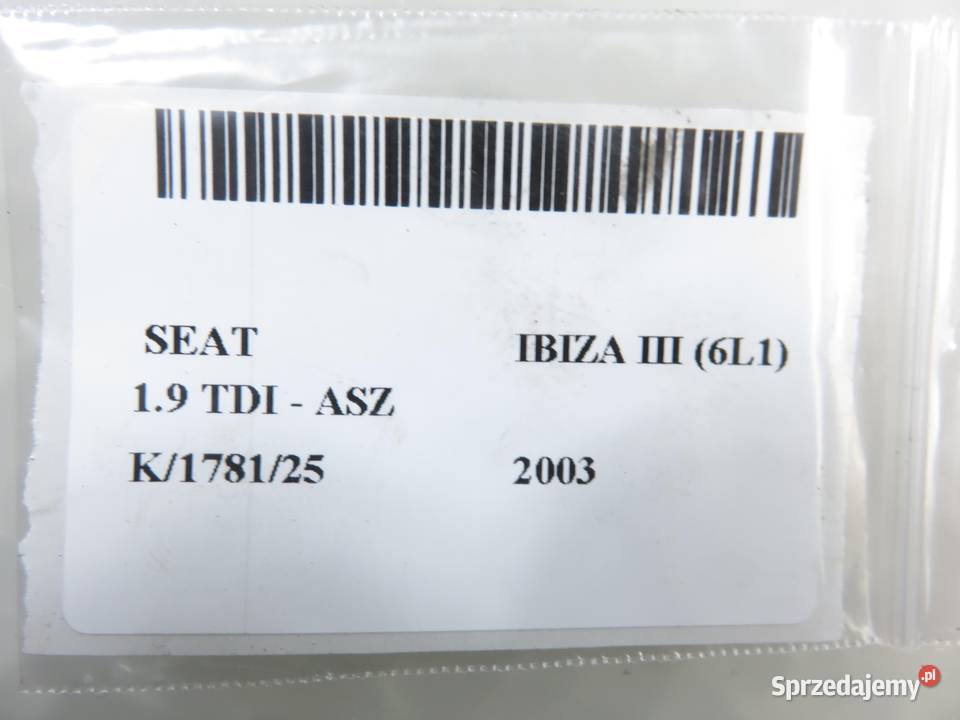 SEAT IBIZA III (6L1)
1.9 TDI - ASZ
K/1781/25 2003
Sprzedajemy.pl